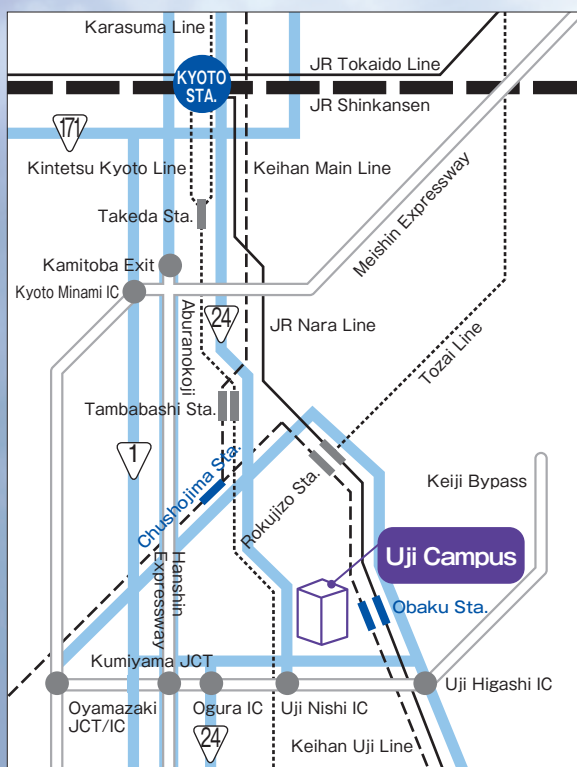 Karasuma Line
JR Tokaido Line
KYOTO
STA.
JR Shinkansen
171
Kintetsu Kyoto Line
Keihan Main Line
Takeda Sta.
Meishin Expressway
Kamitoba Exit
Kyoto Minami IC
Aburanokoji
24
JR Nara Line
Tozai Line
Tambabashi Sta.
1
Chushojima Sta.
Rokujizo Sta.
Keiji Bypass
Uji Campus
Hanshin
Expressway
Obaku Sta.
Kumiyama JCT
Oyamazaki
JCT/IC
Ogura IC
Uji Nishi IC
Uji Higashi IC
24
Keihan Uji Line